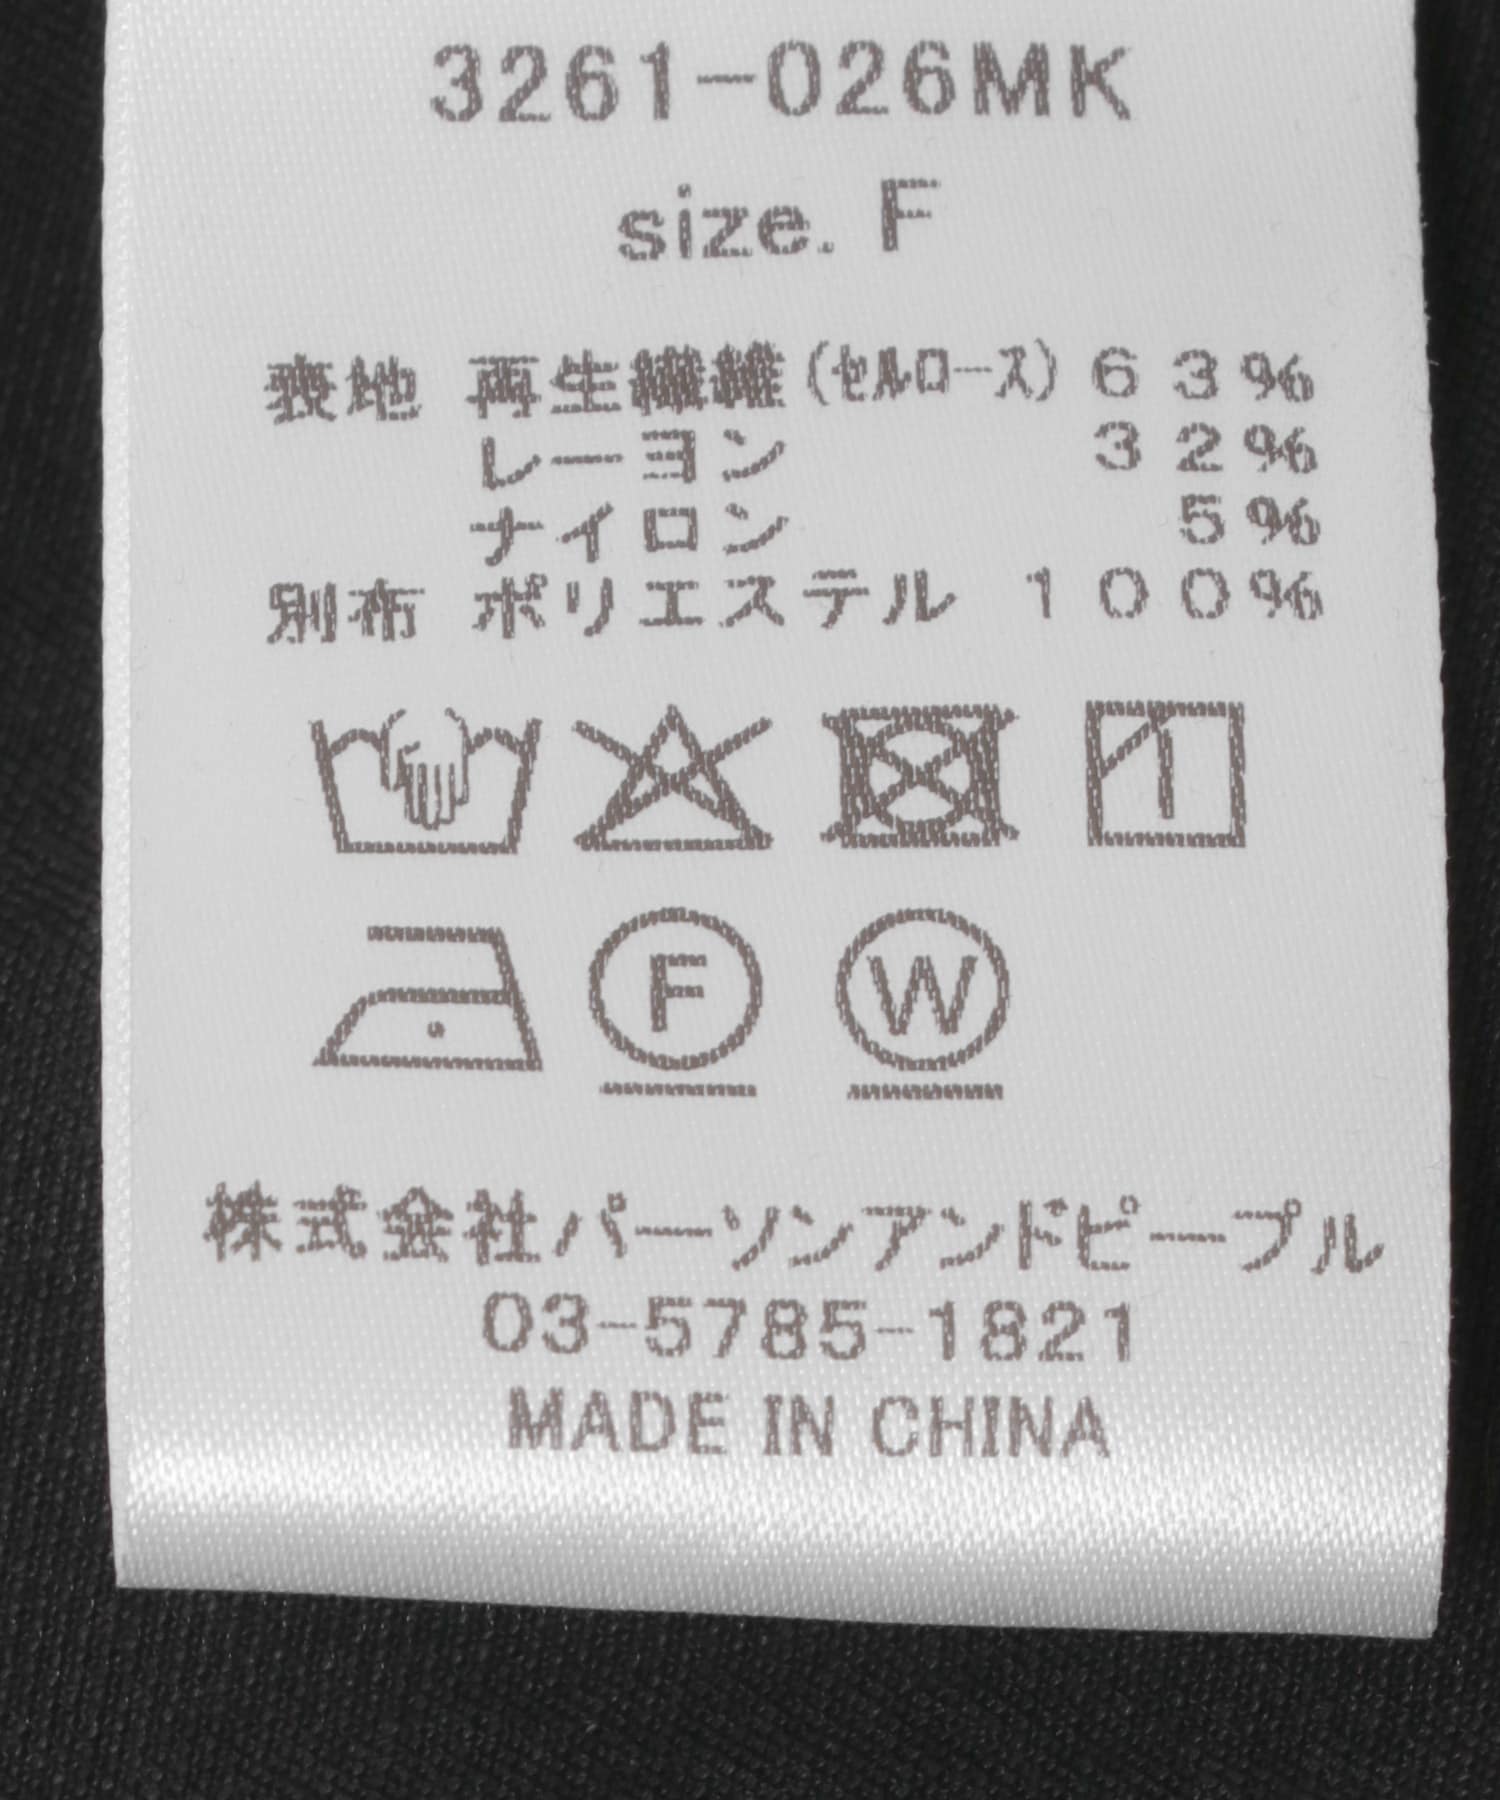 3261-026MK
size. F
表地 再生繊維(セルロース) 63%
レーヨン 32%
ナイロン 5%
別布 ポリエステル 100%
F W
株式会社パーソンアンドピープル
03-5785-1821
MADE IN CHINA